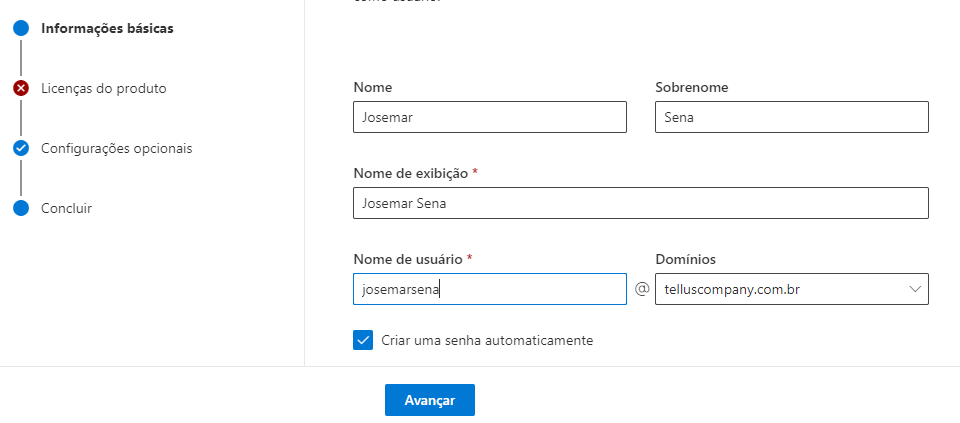 Informações básicas
Licenças do produto
Configurações opcionais
Concluir
Nome
Sobrenome
Josemar
Sena
Nome de exibição *
Josemar Sena
Nome de usuário *
Domínios
josemarsena
@
telluscompany.com.br
Criar uma senha automaticamente
Avançar